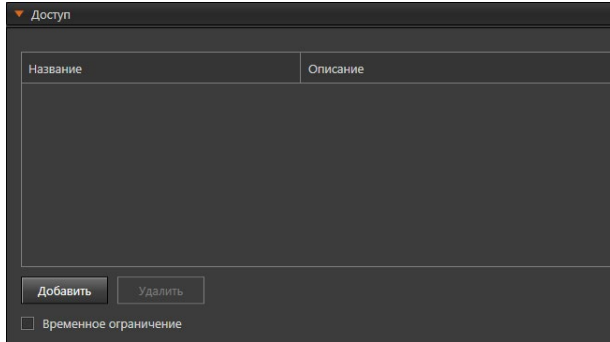 Доступ
Название Описание
Добавить Удалить
Временное ограничение